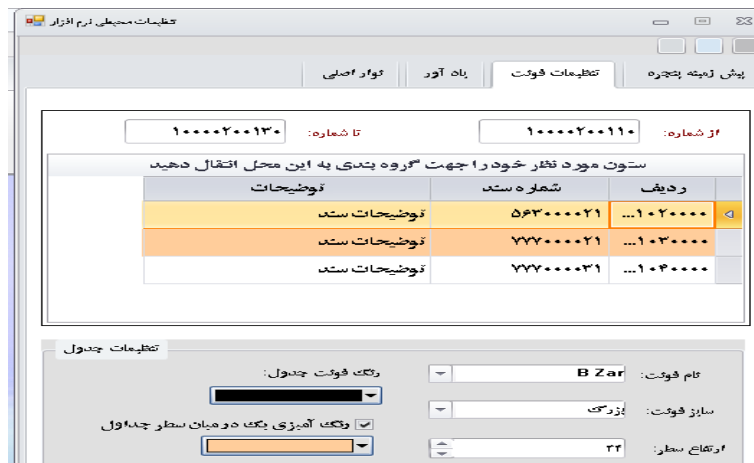 تنظیمات محیطی نرم افزار
پیش زمینه پنجره تنظیمات فونت یاد آور نوار اصلی
از شماره: ۱۰۰۰۰۲۰۰۱۱۰ تا شماره: ۱۰۰۰۰۲۰۰۱۳۰
ستون مورد نظر خود را جهت گروه بندی به این محل انتقال دهید
ردیف شماره سند توضیحات
۱۰۲۰۰۰۰... ۵۶۳۰۰۰۰۲۱ توضیحات سند
۱۰۳۰۰۰۰... ۷۷۷۰۰۰۰۲۱ توضیحات سند
۱۰۴۰۰۰۰... ۷۷۷۰۰۰۰۳۱ توضیحات سند
تنظیمات جدول
نام فونت: B Zar رنگ فونت جدول:
سایز فونت: بزرگ
رنگ آمیزی یک در میان سطر جداول
ارتفاع سطر: ۲۴